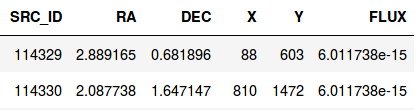 SRC_ID RA DEC X Y FLUX
114329 2.889165 0.681896 88 603 6.011738e-15
114330 2.087738 1.647147 810 1472 6.011738e-15